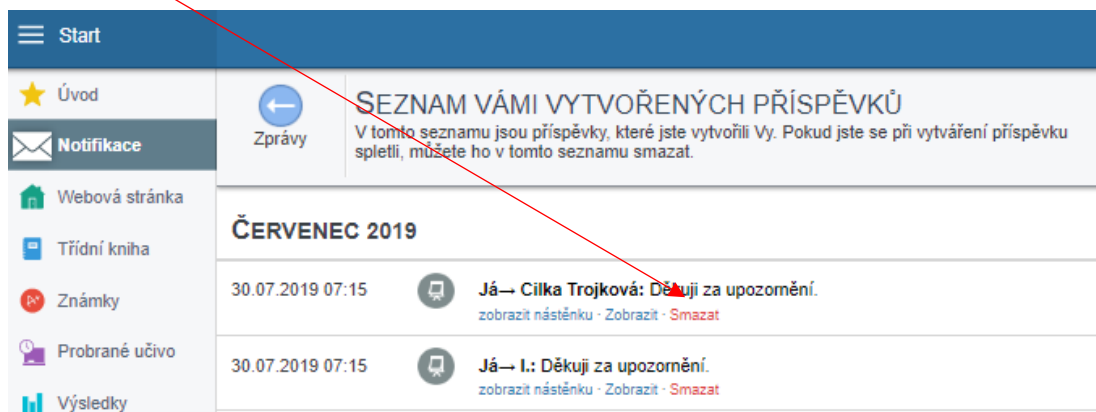 Start
Úvod
Notifikace
Webová stránka
Třídní kniha
Známky
Probrané učivo
Výsledky
Zprávy
SEZNAM VÁMI VYTVOŘENÝCH PŘÍSPĚVKŮ
V tomto seznamu jsou příspěvky, které jste vytvořili Vy. Pokud jste se při vytváření příspěvku
spletli, můžete ho v tomto seznamu smazat.
ČERVENEC 2019
30.07.2019 07:15
Já→ Cilka Trojková: Děkuji za upozornění.
zobrazit nástěnku · Zobrazit · Smazat
30.07.2019 07:15
Já→ I.: Děkuji za upozornění.
zobrazit nástěnku · Zobrazit · Smazat